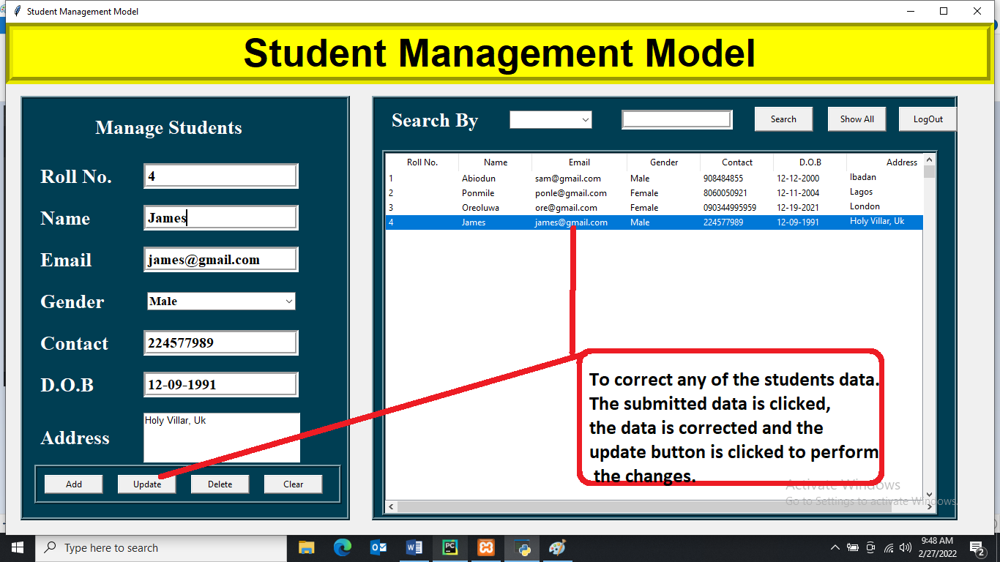 Student Management Model
Student Management Model
Manage Students
Roll No. 4
Name James
Email james@gmail.com
Gender Male
Contact 224577989
D.O.B 12-09-1991
Address Holy Villar, Uk
Add Update Delete Clear
Search By Search Show All LogOut
Roll No. Name Email Gender Contact D.O.B Address
1 Abiodun sam@gmail.com Male 908484855 12-12-2000 Ibadan
2 Ponmile ponle@gmail.com Female 8060050921 12-11-2004 Lagos
3 Oreoluwa ore@gmail.com Female 090344995959 12-19-2021 London
4 James james@gmail.com Male 224577989 12-09-1991 Holy Villar, Uk
To correct any of the students data.
The submitted data is clicked,
the data is corrected and the
update button is clicked to perform
the changes.
Activate Windows
Go to Settings to activate Windows.
Type here to search
9:48 AM
2/27/2022
2